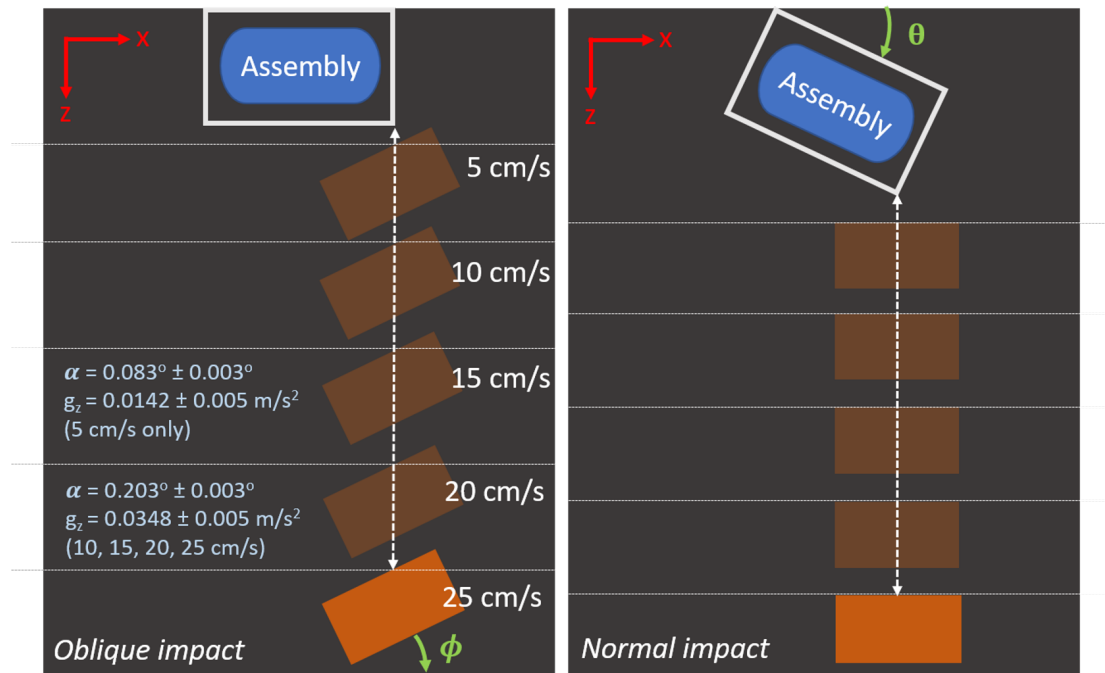 X
Z
Assembly
5 cm/s
10 cm/s
15 cm/s
𝜶 = 0.083° ± 0.003°
g_z = 0.0142 ± 0.005 m/s²
(5 cm/s only)
20 cm/s
𝜶 = 0.203° ± 0.003°
g_z = 0.0348 ± 0.005 m/s²
(10, 15, 20, 25 cm/s)
25 cm/s
Oblique impact
ϕ
X
Z
θ
Assembly
Normal impact